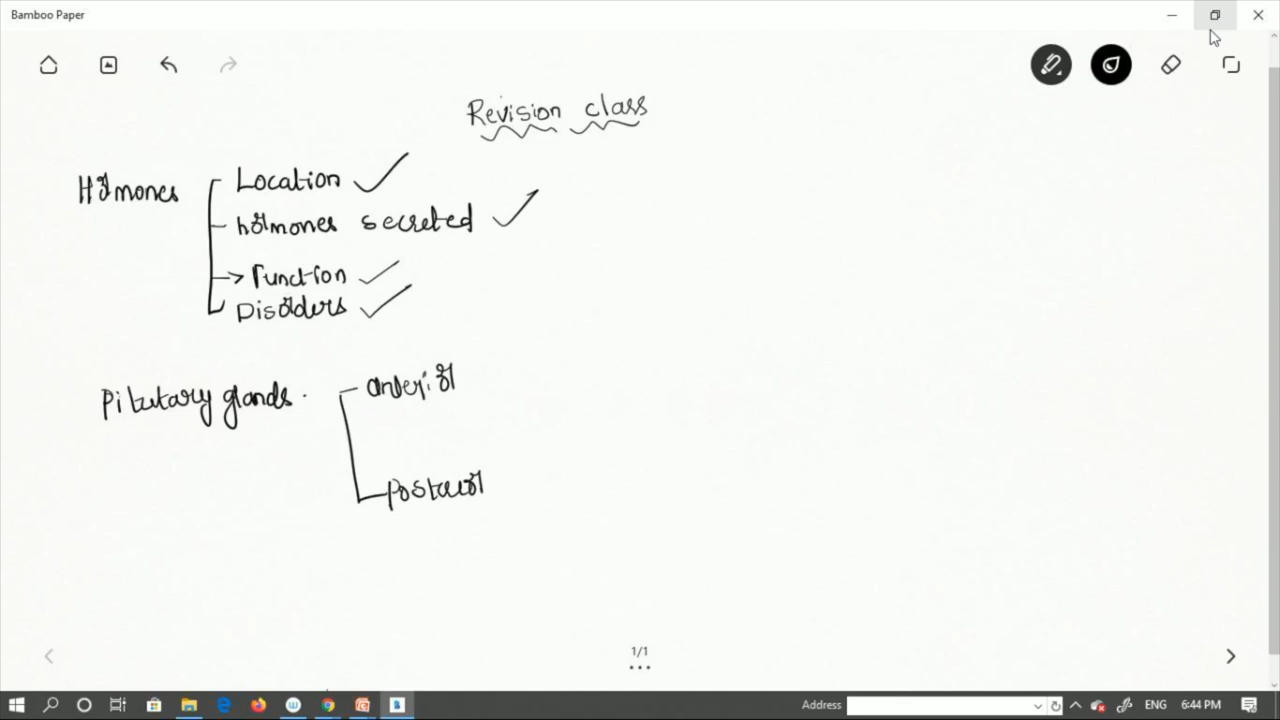 Bamboo Paper
Revision class
Hormones
Location
hormones secreted
Function
Disorders
Pitutary glands.
Anterior
Posterior
1/1
Address
ENG
6:44 PM